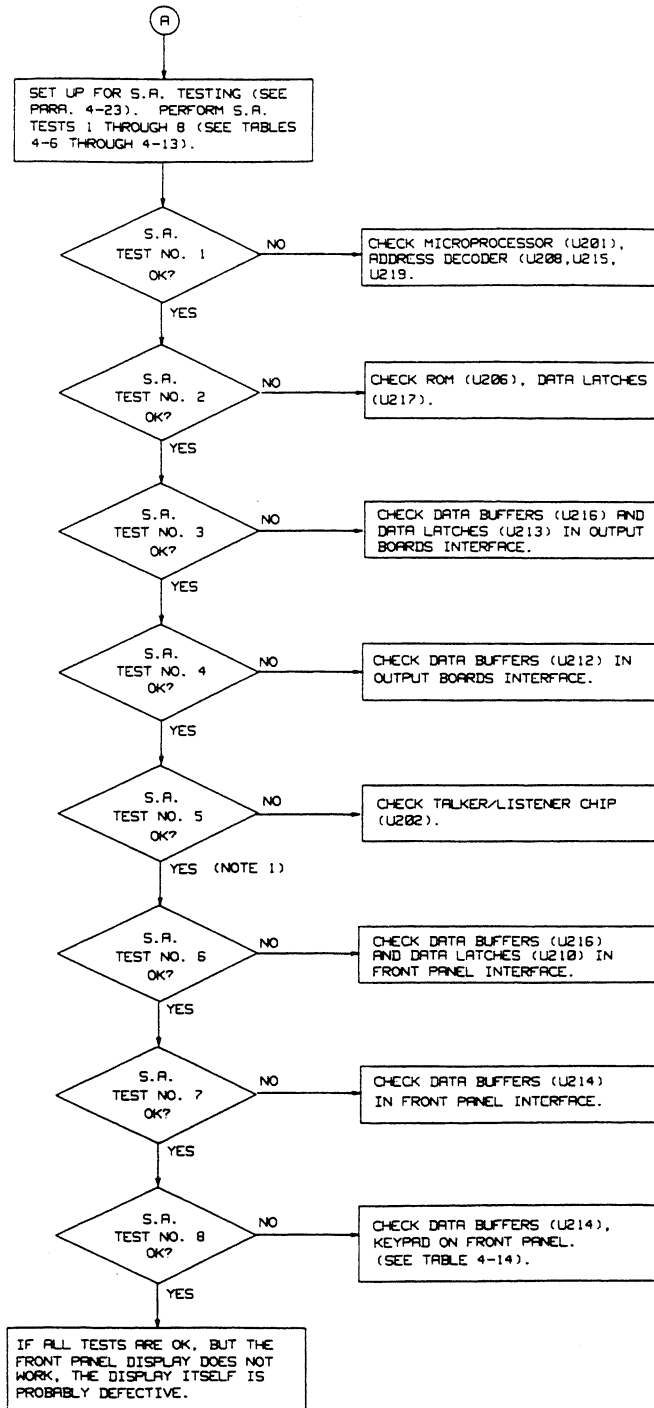 A
SET UP FOR S.A. TESTING (SEE
PARA. 4-23). PERFORM S.A.
TESTS 1 THROUGH 8 (SEE TABLES
4-6 THROUGH 4-13).
S.A.
TEST NO. 1
OK?
NO
CHECK MICROPROCESSOR (U201),
ADDRESS DECODER (U208,U215,
U219.
YES
S.A.
TEST NO. 2
OK?
NO
CHECK ROM (U206), DATA LATCHES
(U217).
YES
S.A.
TEST NO. 3
OK?
NO
CHECK DATA BUFFERS (U216) AND
DATA LATCHES (U213) IN OUTPUT
BOARDS INTERFACE.
YES
S.A.
TEST NO. 4
OK?
NO
CHECK DATA BUFFERS (U212) IN
OUTPUT BOARDS INTERFACE.
YES
S.A.
TEST NO. 5
OK?
NO
CHECK TALKER/LISTENER CHIP
(U202).
YES (NOTE 1)
S.A.
TEST NO. 6
OK?
NO
CHECK DATA BUFFERS (U216)
AND DATA LATCHES (U210) IN
FRONT PANEL INTERFACE.
YES
S.A.
TEST NO. 7
OK?
NO
CHECK DATA BUFFERS (U214)
IN FRONT PANEL INTERFACE.
YES
S.A.
TEST NO. 8
OK?
NO
CHECK DATA BUFFERS (U214),
KEYPAD ON FRONT PANEL.
(SEE TABLE 4-14).
YES
IF ALL TESTS ARE OK, BUT THE
FRONT PANEL DISPLAY DOES NOT
WORK, THE DISPLAY ITSELF IS
PROBABLY DEFECTIVE.